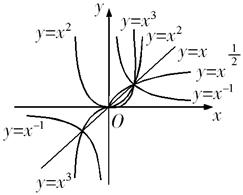 y
y=x³
y=x²
y=x²
y=x
y=x^{1/2}
y=x⁻¹
O
x
y=x⁻¹
y=x³